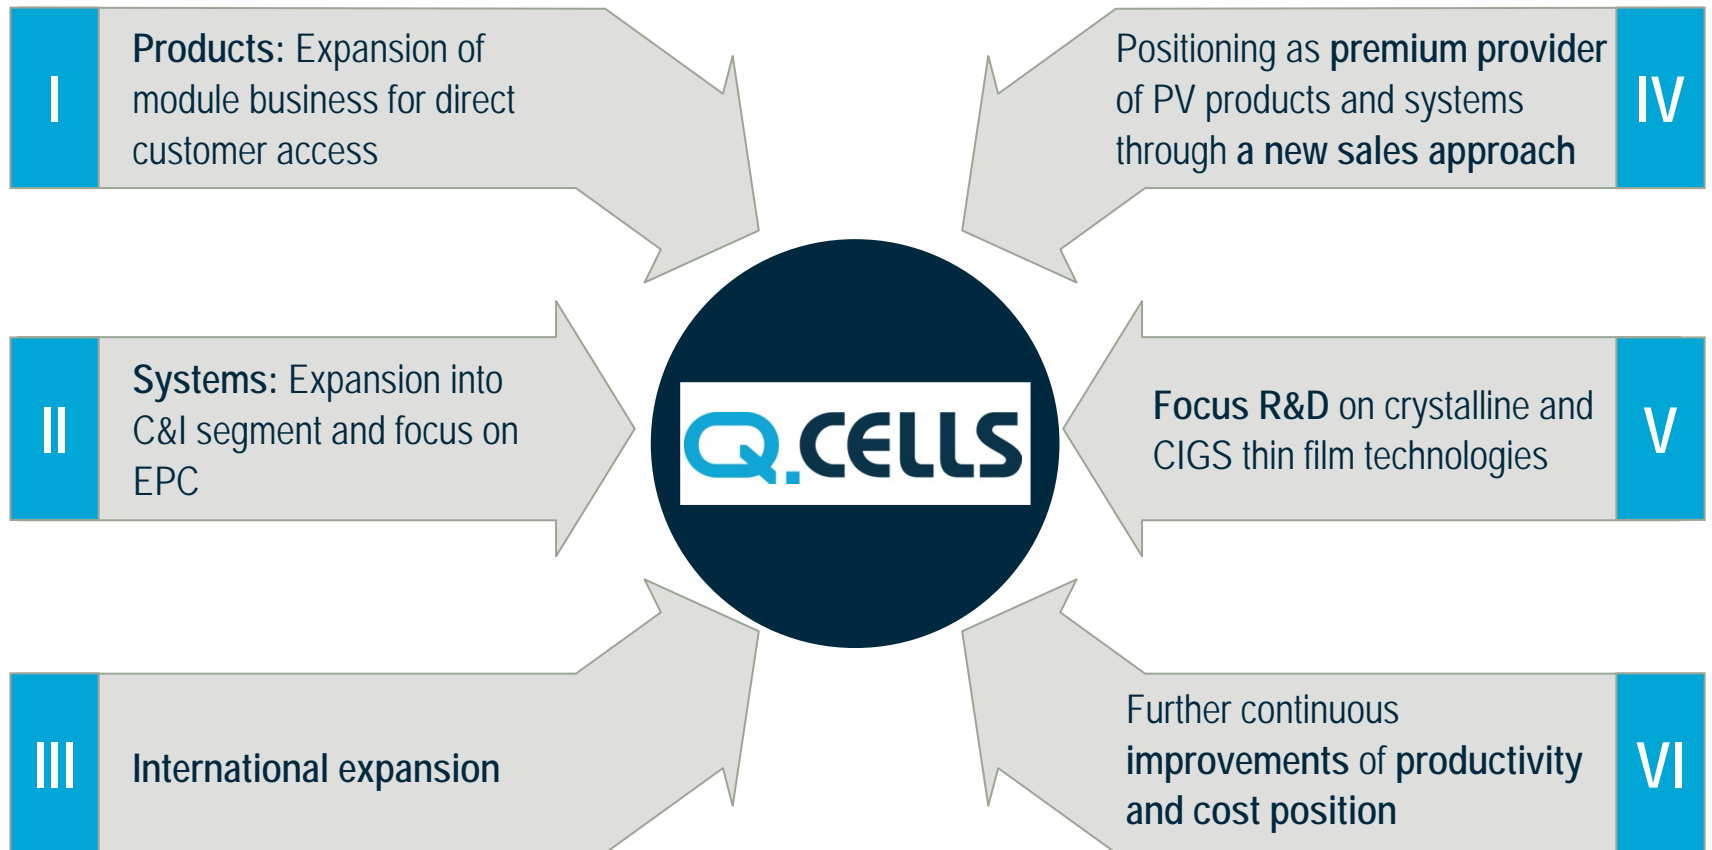 I
Products: Expansion of
module business for direct
customer access
II
Systems: Expansion into
C&I segment and focus on
EPC
III
International expansion
Q.CELLS
Positioning as premium provider
of PV products and systems
through a new sales approach
IV
Focus R&D on crystalline and
CIGS thin film technologies
V
Further continuous
improvements of productivity
and cost position
VI